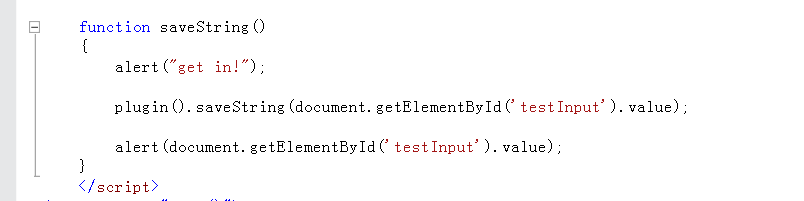 function saveString()
{
alert("get in!");
plugin().saveString(document.getElementById('testInput').value);
alert(document.getElementById('testInput').value);
}
</script>